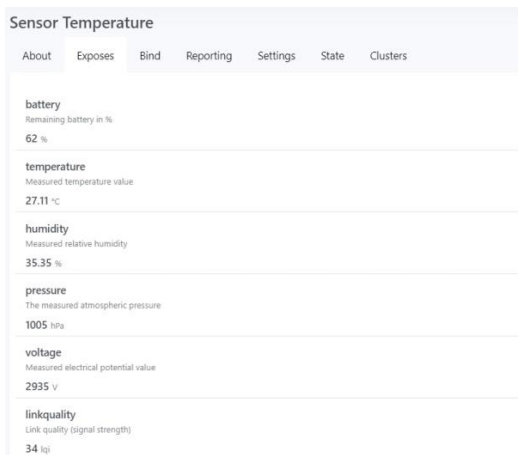 Sensor Temperature
About Exposes Bind Reporting Settings State Clusters
battery
Remaining battery in %
62 %
temperature
Measured temperature value
27.11 °C
humidity
Measured relative humidity
35.35 %
pressure
The measured atmospheric pressure
1005 hPa
voltage
Measured electrical potential value
2935 V
linkquality
Link quality (signal strength)
34 lqi